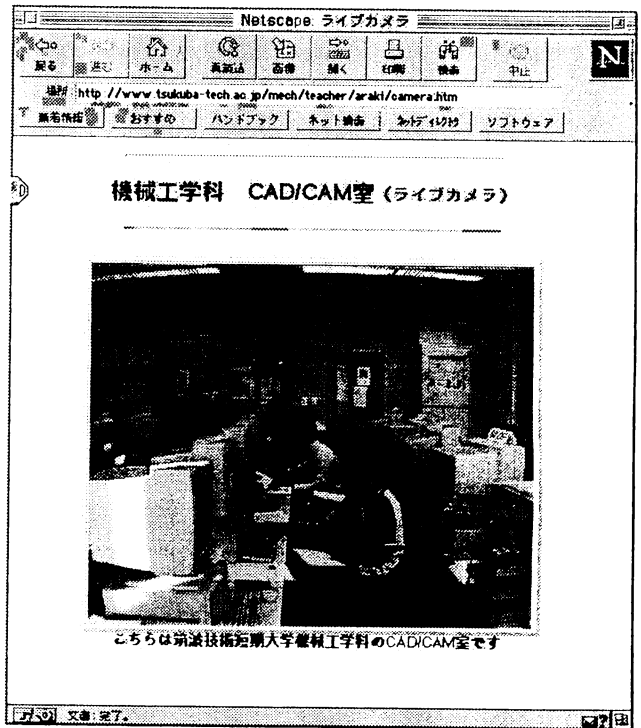 Netscape: ライブカメラ
戻る 進む ホーム 再読込 画像 開く 印刷 検索 中止
N
場所 http://www.tsukuba-tech.ac.jp/mech/teacher/araki/camera.htm
新着情報 おすすめ ハンドブック ネット検索 ネットディレクトリ ソフトウェア
機械工学科 CAD/CAM室 (ライブカメラ)
こちらは筑波技術短期大学機械工学科のCAD/CAM室です
文書:完了。